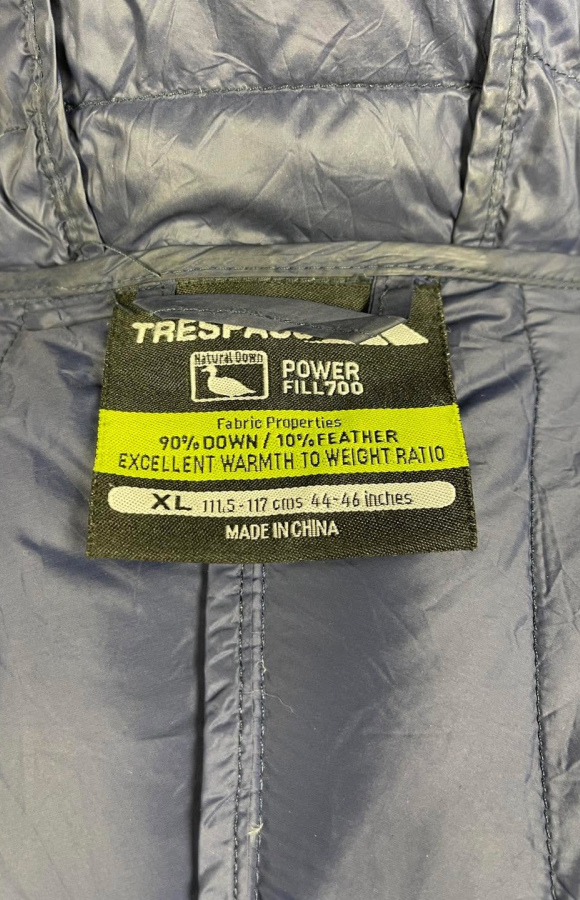 TRESPASS
Natural Down
POWER
FILL700
Fabric Properties
90% DOWN / 10% FEATHER
EXCELLENT WARMTH TO WEIGHT RATIO
XL 111.5-117 cms 44-46 inches
MADE IN CHINA